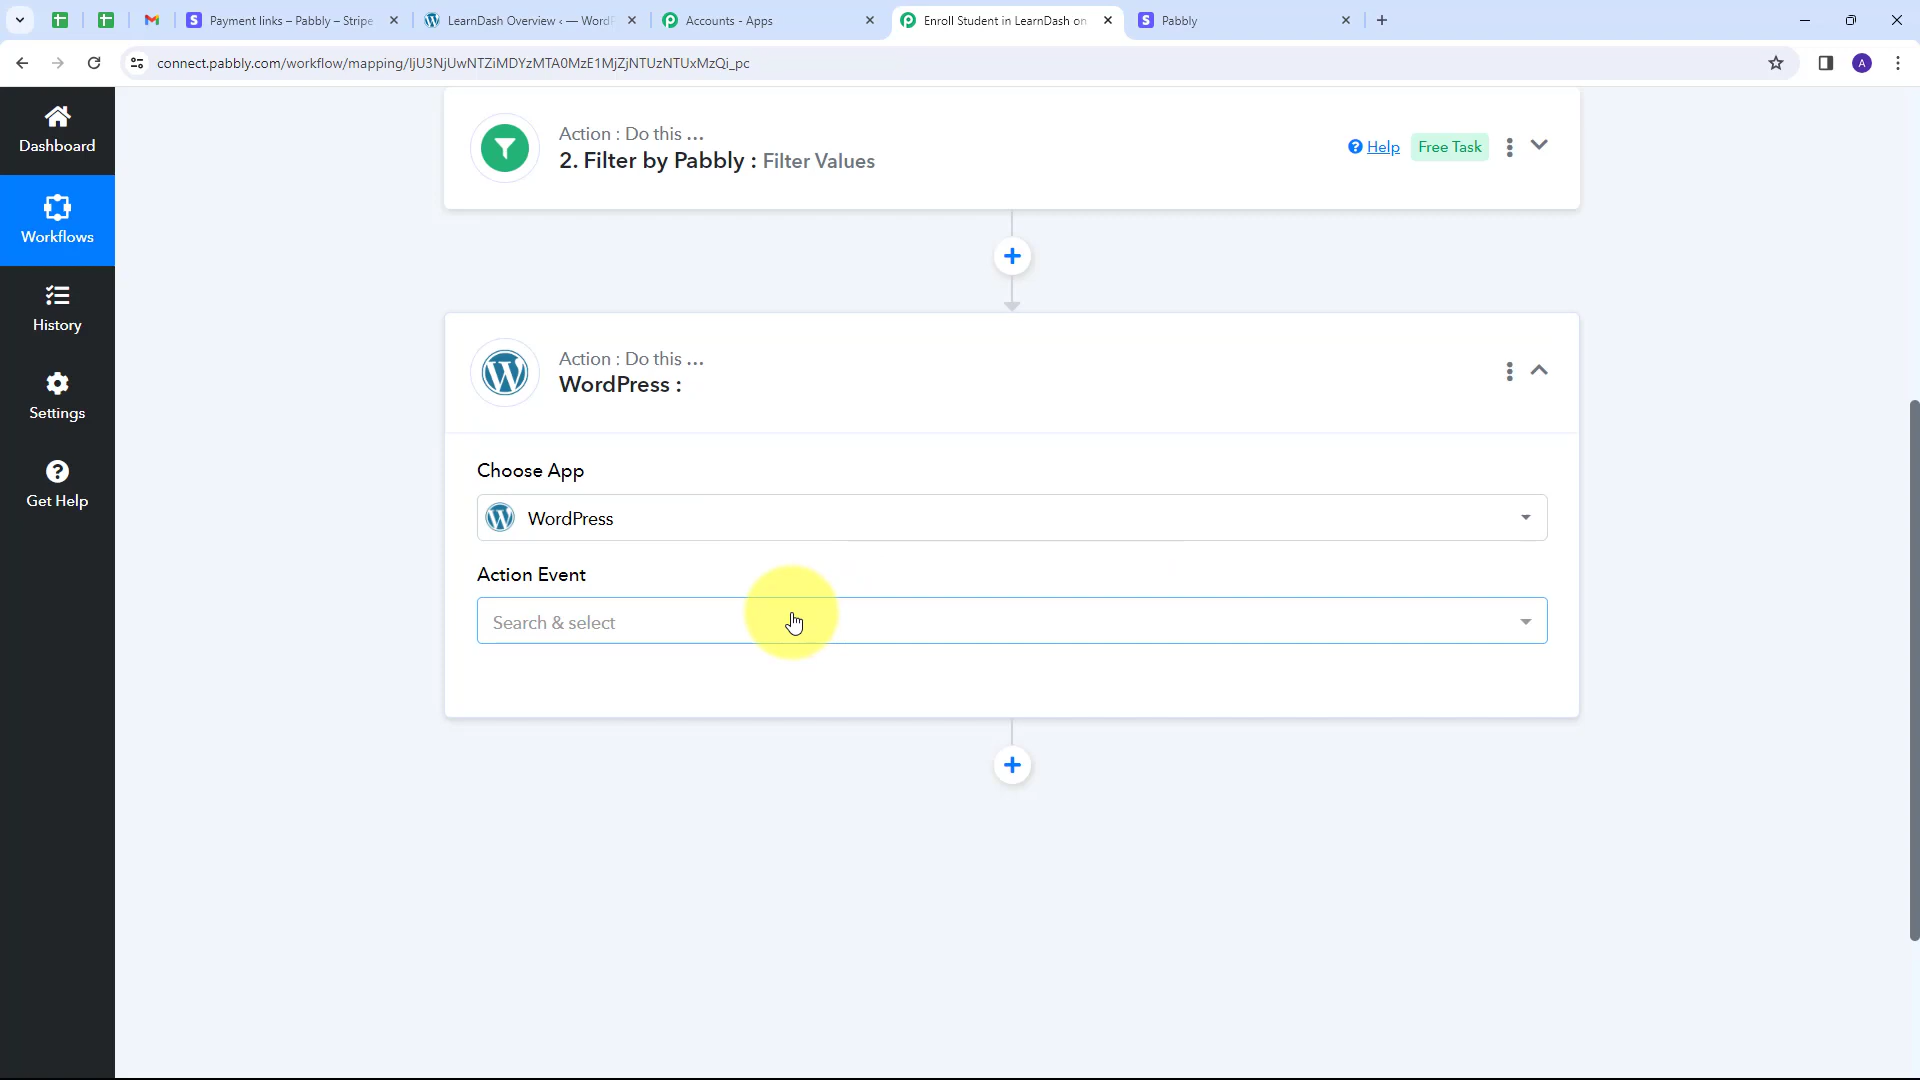 Payment links – Pabbly – Stripe
LearnDash Overview ‹ — WordP
Accounts - Apps
Enroll Student in LearnDash on
Pabbly
connect.pabbly.com/workflow/mapping/IjU3NjUwNTZiMDYzMTA0MzE1MjZjNTUzNTUxMzQi_pc
A
Dashboard
Workflows
History
Settings
Get Help
Action : Do this ...
2. Filter by Pabbly : Filter Values
Help
Free Task
Action : Do this ...
WordPress :
Choose App
WordPress
Action Event
Search & select